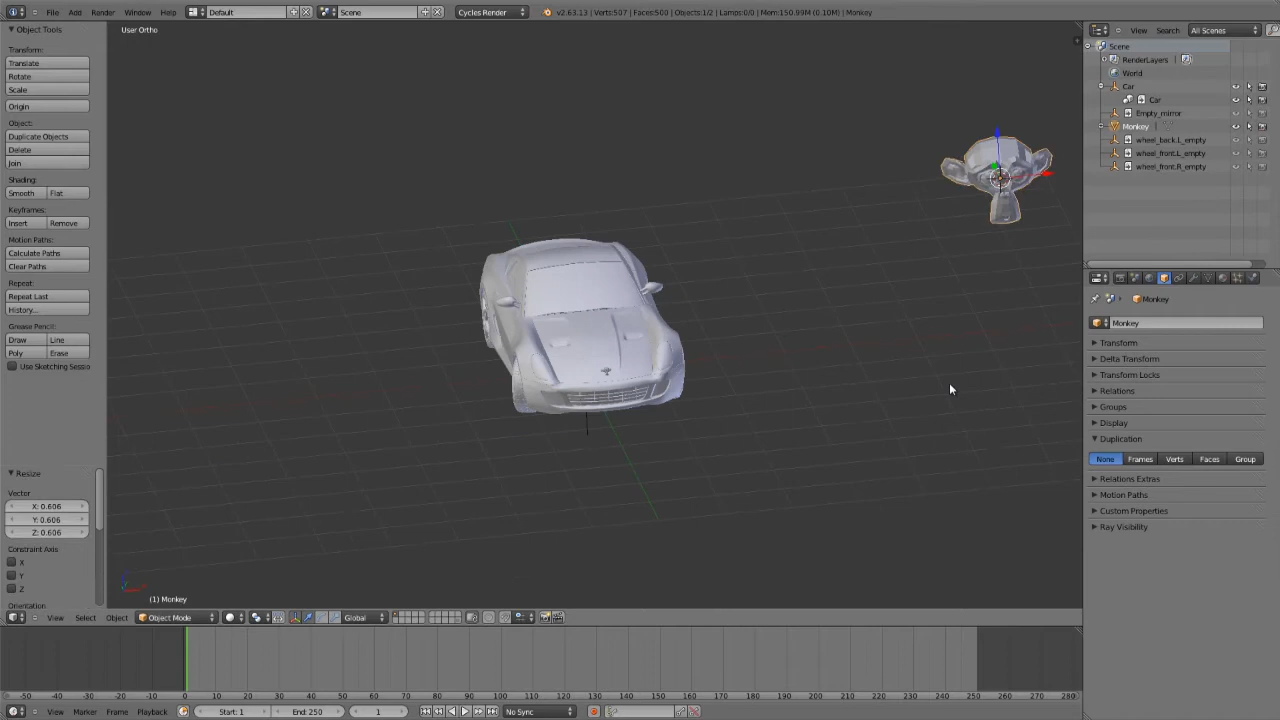 File Add Render Window Help Default Scene Cycles Render v2.63.13 | Verts:507 | Faces:500 | Objects:1/2 | Lamps:0/0 | Mem:150.99M (0.10M) | Monkey
Object Tools
Transform:
Translate
Rotate
Scale
Origin
Object:
Duplicate Objects
Delete
Join
Shading:
Smooth Flat
Keyframes:
Insert Remove
Motion Paths:
Calculate Paths
Clear Paths
Repeat:
Repeat Last
History...
Grease Pencil:
Draw Line
Poly Erase
Use Sketching Sessio
Resize
Vector
X: 0.606
Y: 0.606
Z: 0.606
Constraint Axis
X
Y
Z
Orientation
User Ortho
(1) Monkey
View Select Object Object Mode Global
View Search All Scenes
Scene
RenderLayers
World
Car
Car
Empty_mirror
Monkey
wheel_back.L_empty
wheel_front.L_empty
wheel_front.R_empty
Monkey
Monkey
Transform
Delta Transform
Transform Locks
Relations
Groups
Display
Duplication
None Frames Verts Faces Group
Relations Extras
Motion Paths
Custom Properties
Ray Visibility
-50 -40 -30 -20 -10 0 10 20 30 40 50 60 70 80 90 100 110 120 130 140 150 160 170 180 190 200 210 220 230 240 250 260 270 280
View Marker Frame Playback Start: 1 End: 250 1 No Sync